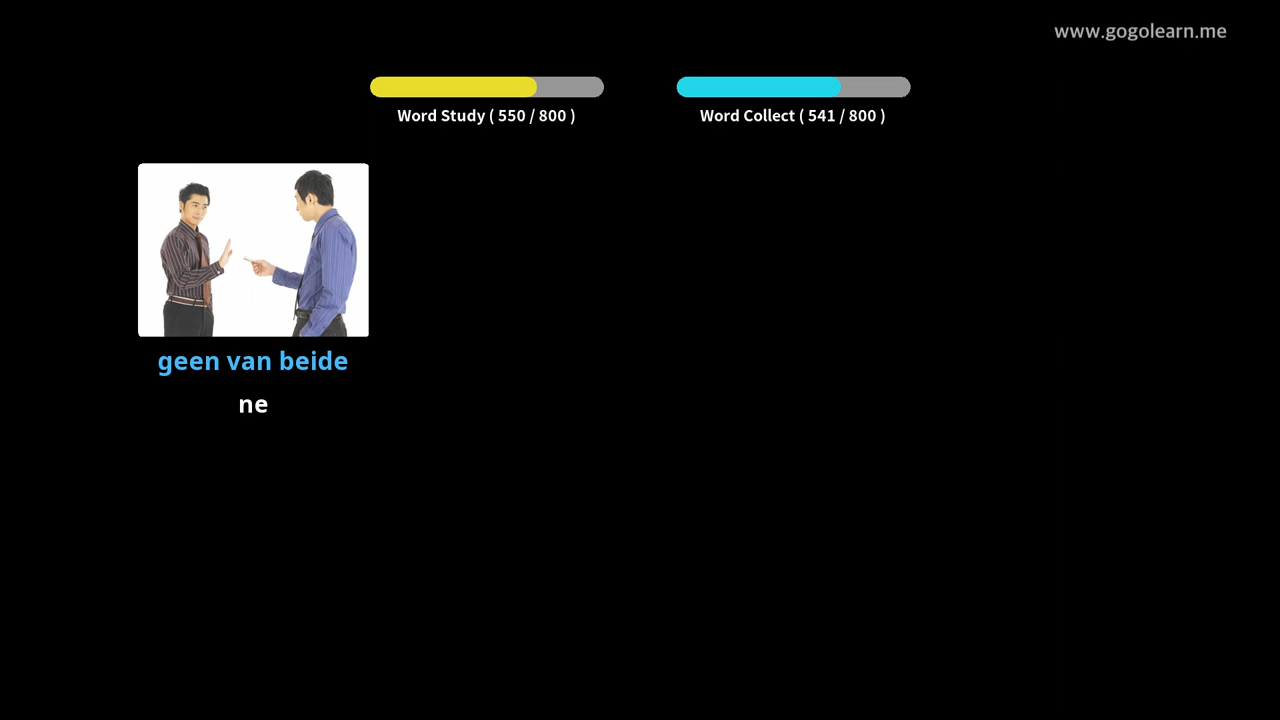 www.gogolearn.me
Word Study ( 550 / 800 )
Word Collect ( 541 / 800 )
geen van beide
ne